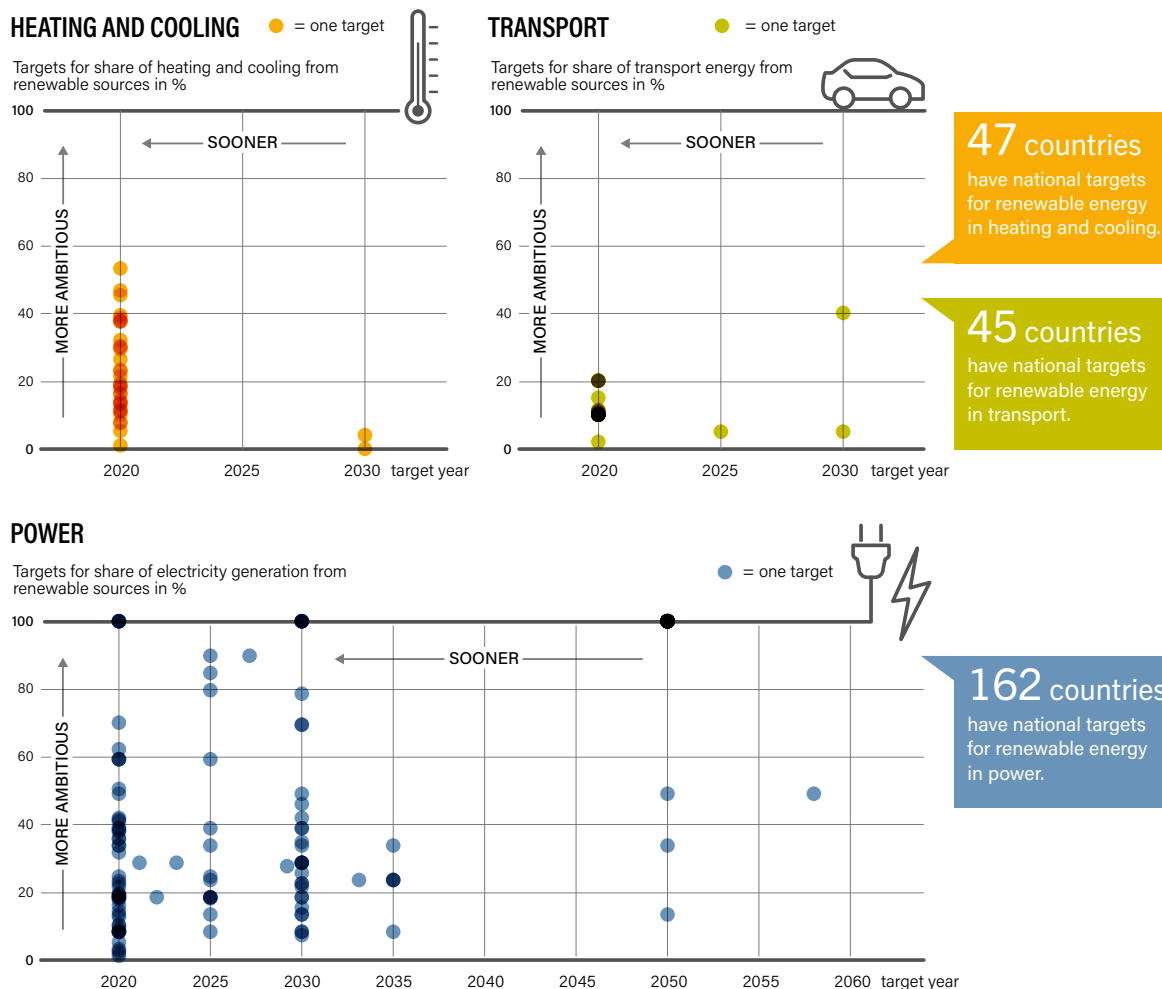 HEATING AND COOLING
= one target
Targets for share of heating and cooling from
renewable sources in %
100
80
60
40
20
0
MORE AMBITIOUS
SOONER
2020
2025
2030
target year
TRANSPORT
= one target
Targets for share of transport energy from
renewable sources in %
100
80
60
40
20
0
MORE AMBITIOUS
SOONER
2020
2025
2030
target year
47 countries
have national targets
for renewable energy
in heating and cooling.
45 countries
have national targets
for renewable energy
in transport.
POWER
Targets for share of electricity generation from
renewable sources in %
= one target
100
80
60
40
20
0
MORE AMBITIOUS
SOONER
2020
2025
2030
2035
2040
2045
2050
2055
2060
target year
162 countries
have national targets
for renewable energy
in power.